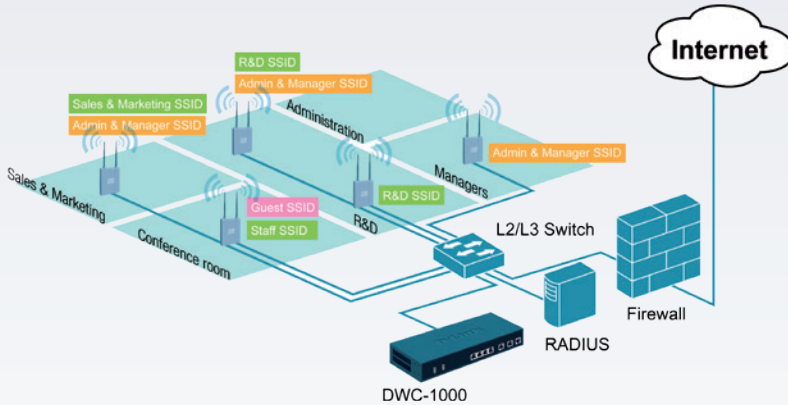 Internet
R&D SSID
Admin & Manager SSID
Sales & Marketing SSID
Admin & Manager SSID
Administration
Admin & Manager SSID
Managers
Sales & Marketing
R&D SSID
Guest SSID
Staff SSID
R&D
Conference room
L2/L3 Switch
Firewall
RADIUS
D-Link
DWC-1000